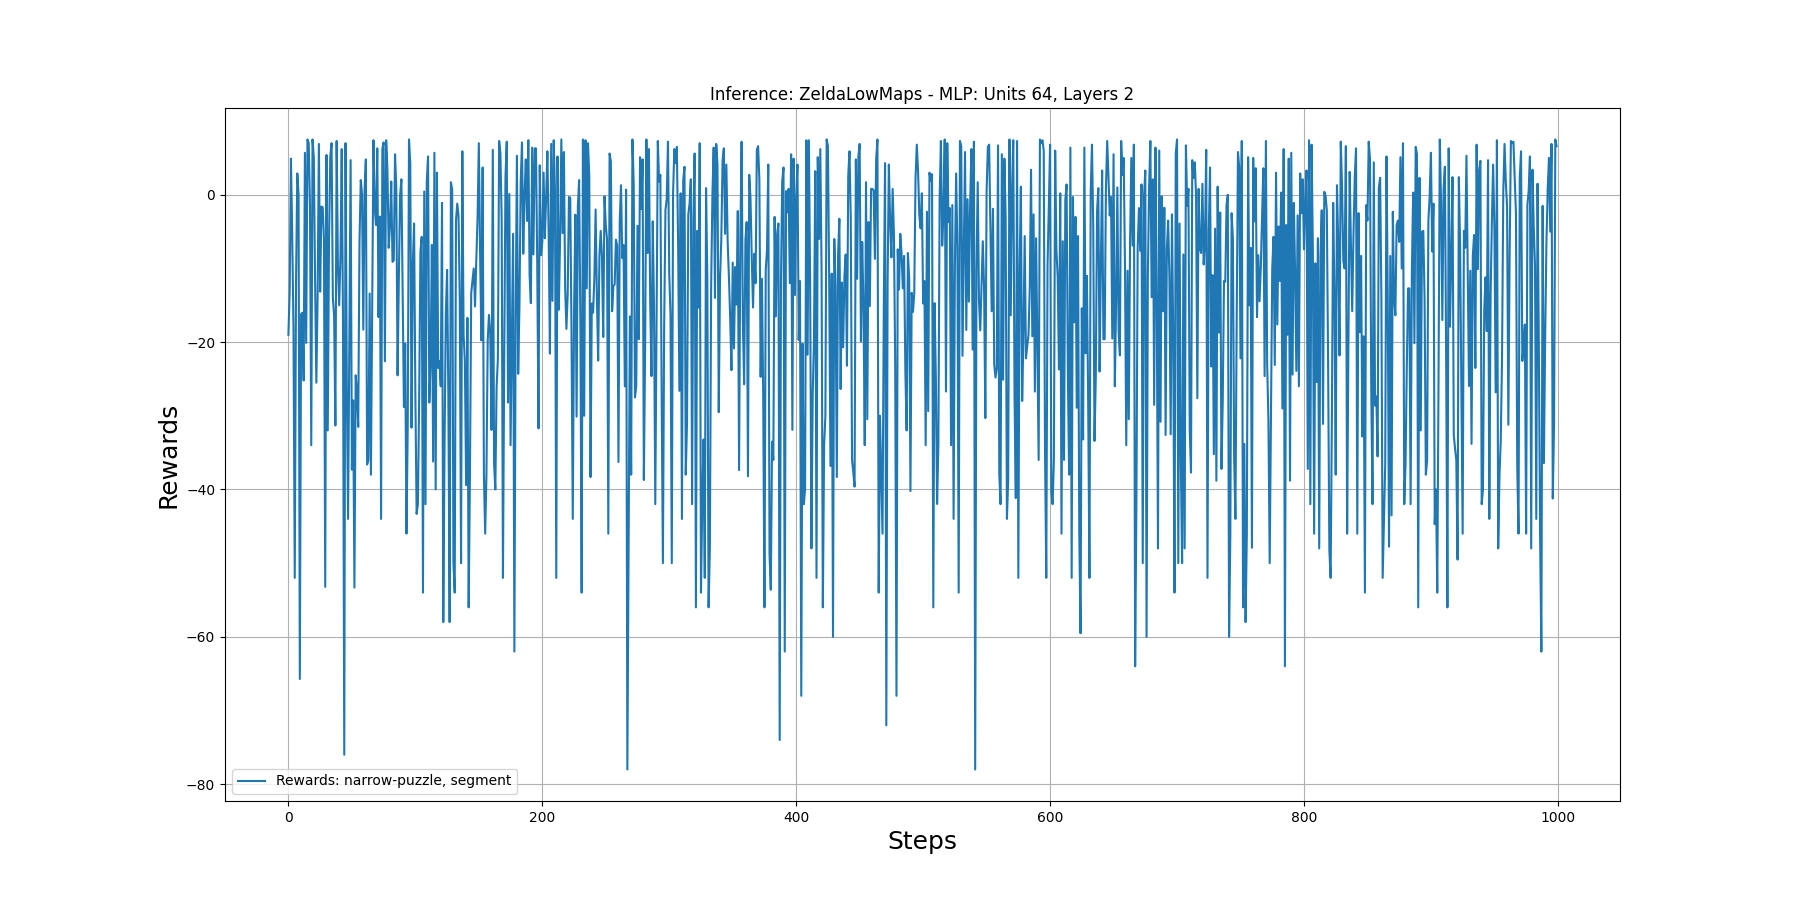 Inference: ZeldaLowMaps - MLP: Units 64, Layers 2
Rewards
0
−20
−40
−60
−80
Rewards: narrow-puzzle, segment
0 200 400 600 800 1000
Steps